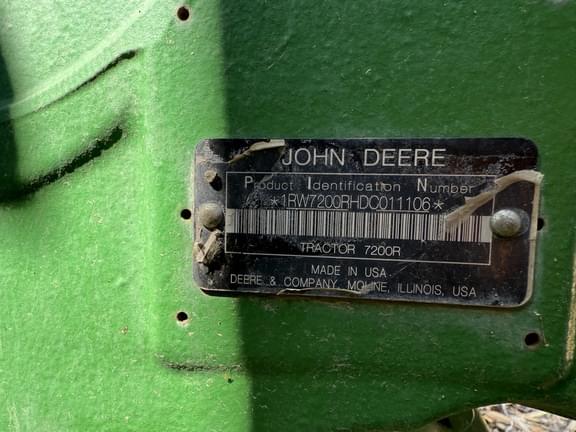 JOHN DEERE
Product Identification Number
*1RW7200RHDC011106*
TRACTOR 7200R
MADE IN USA
DEERE & COMPANY, MOLINE, ILLINOIS, USA